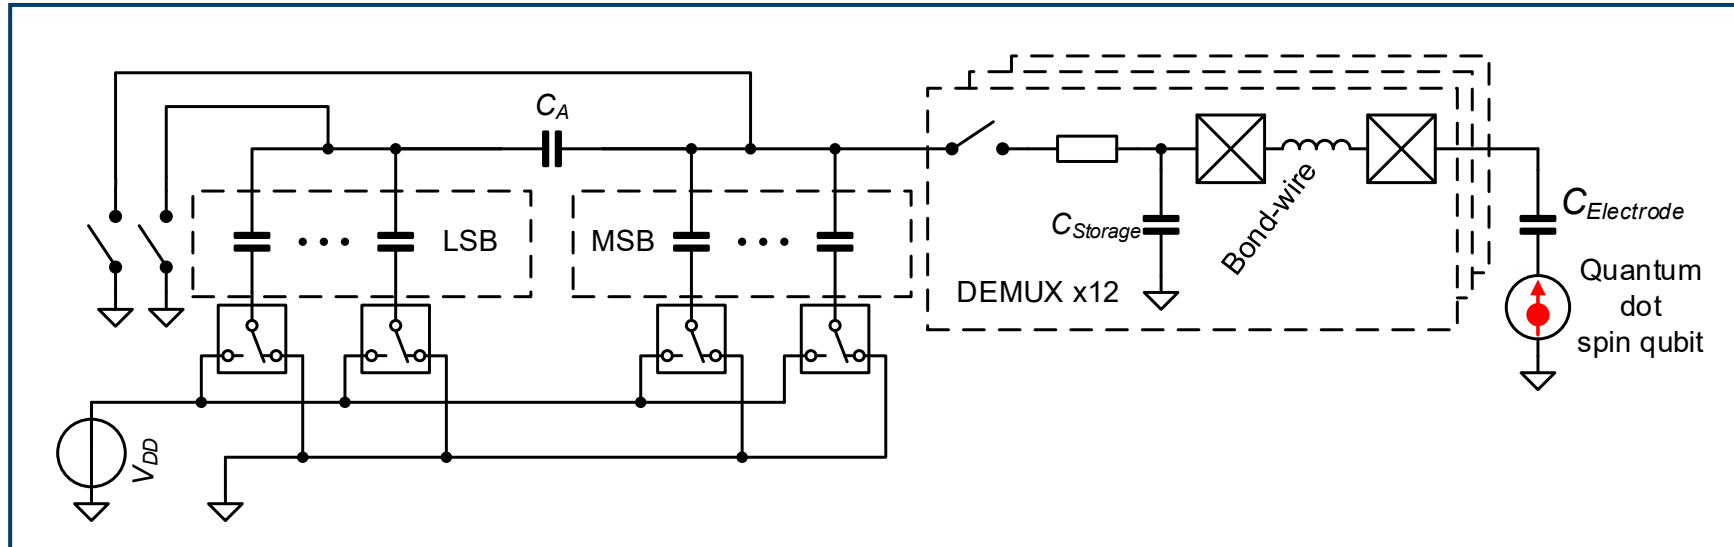 C_A
LSB
MSB
C_Storage
Bond-wire
DEMUX x12
C_Electrode
Quantum
dot
spin qubit
V_DD